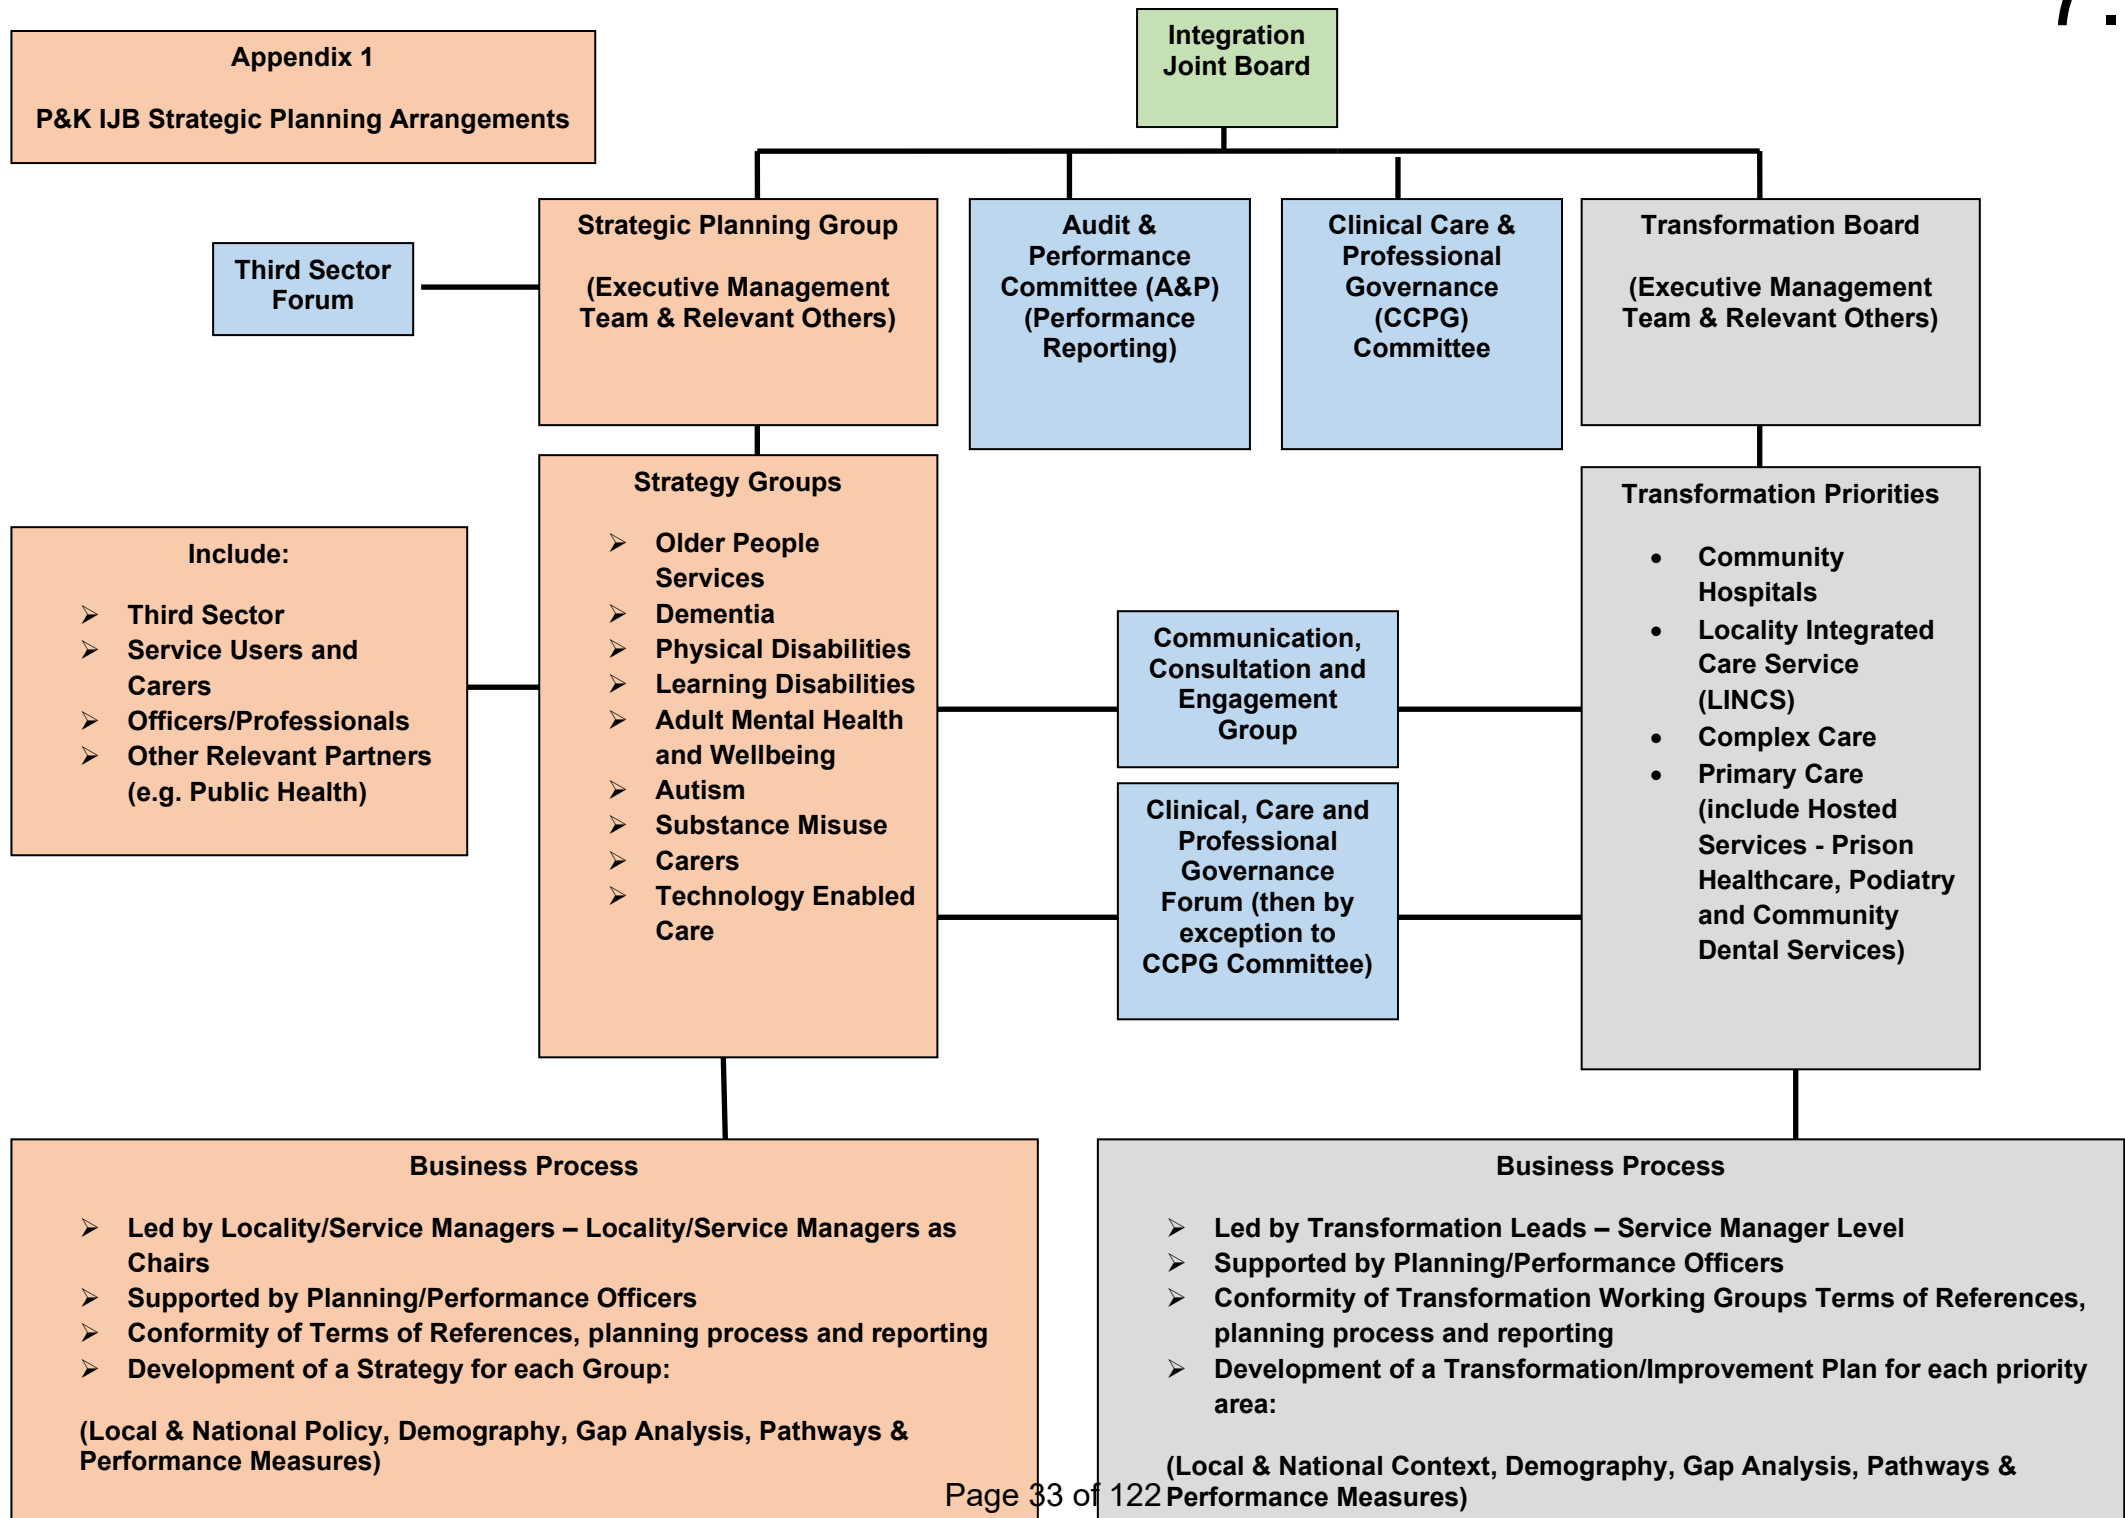 7.
Appendix 1
P&K IJB Strategic Planning Arrangements
Integration
Joint Board
Third Sector
Forum
Strategic Planning Group
(Executive Management
Team & Relevant Others)
Audit &
Performance
Committee (A&P)
(Performance
Reporting)
Clinical Care &
Professional
Governance
(CCPG)
Committee
Transformation Board
(Executive Management
Team & Relevant Others)
Include:
➢ Third Sector
➢ Service Users and
Carers
➢ Officers/Professionals
➢ Other Relevant Partners
(e.g. Public Health)
Strategy Groups
➢ Older People
Services
➢ Dementia
➢ Physical Disabilities
➢ Learning Disabilities
➢ Adult Mental Health
and Wellbeing
➢ Autism
➢ Substance Misuse
➢ Carers
➢ Technology Enabled
Care
Communication,
Consultation and
Engagement
Group
Clinical, Care and
Professional
Governance
Forum (then by
exception to
CCPG Committee)
Transformation Priorities
• Community
Hospitals
• Locality Integrated
Care Service
(LINCS)
• Complex Care
• Primary Care
(include Hosted
Services - Prison
Healthcare, Podiatry
and Community
Dental Services)
Business Process
➢ Led by Locality/Service Managers – Locality/Service Managers as
Chairs
➢ Supported by Planning/Performance Officers
➢ Conformity of Terms of References, planning process and reporting
➢ Development of a Strategy for each Group:
(Local & National Policy, Demography, Gap Analysis, Pathways &
Performance Measures)
Business Process
➢ Led by Transformation Leads – Service Manager Level
➢ Supported by Planning/Performance Officers
➢ Conformity of Transformation Working Groups Terms of References,
planning process and reporting
➢ Development of a Transformation/Improvement Plan for each priority
area:
(Local & National Context, Demography, Gap Analysis, Pathways &
Performance Measures)
Page 33 of 122